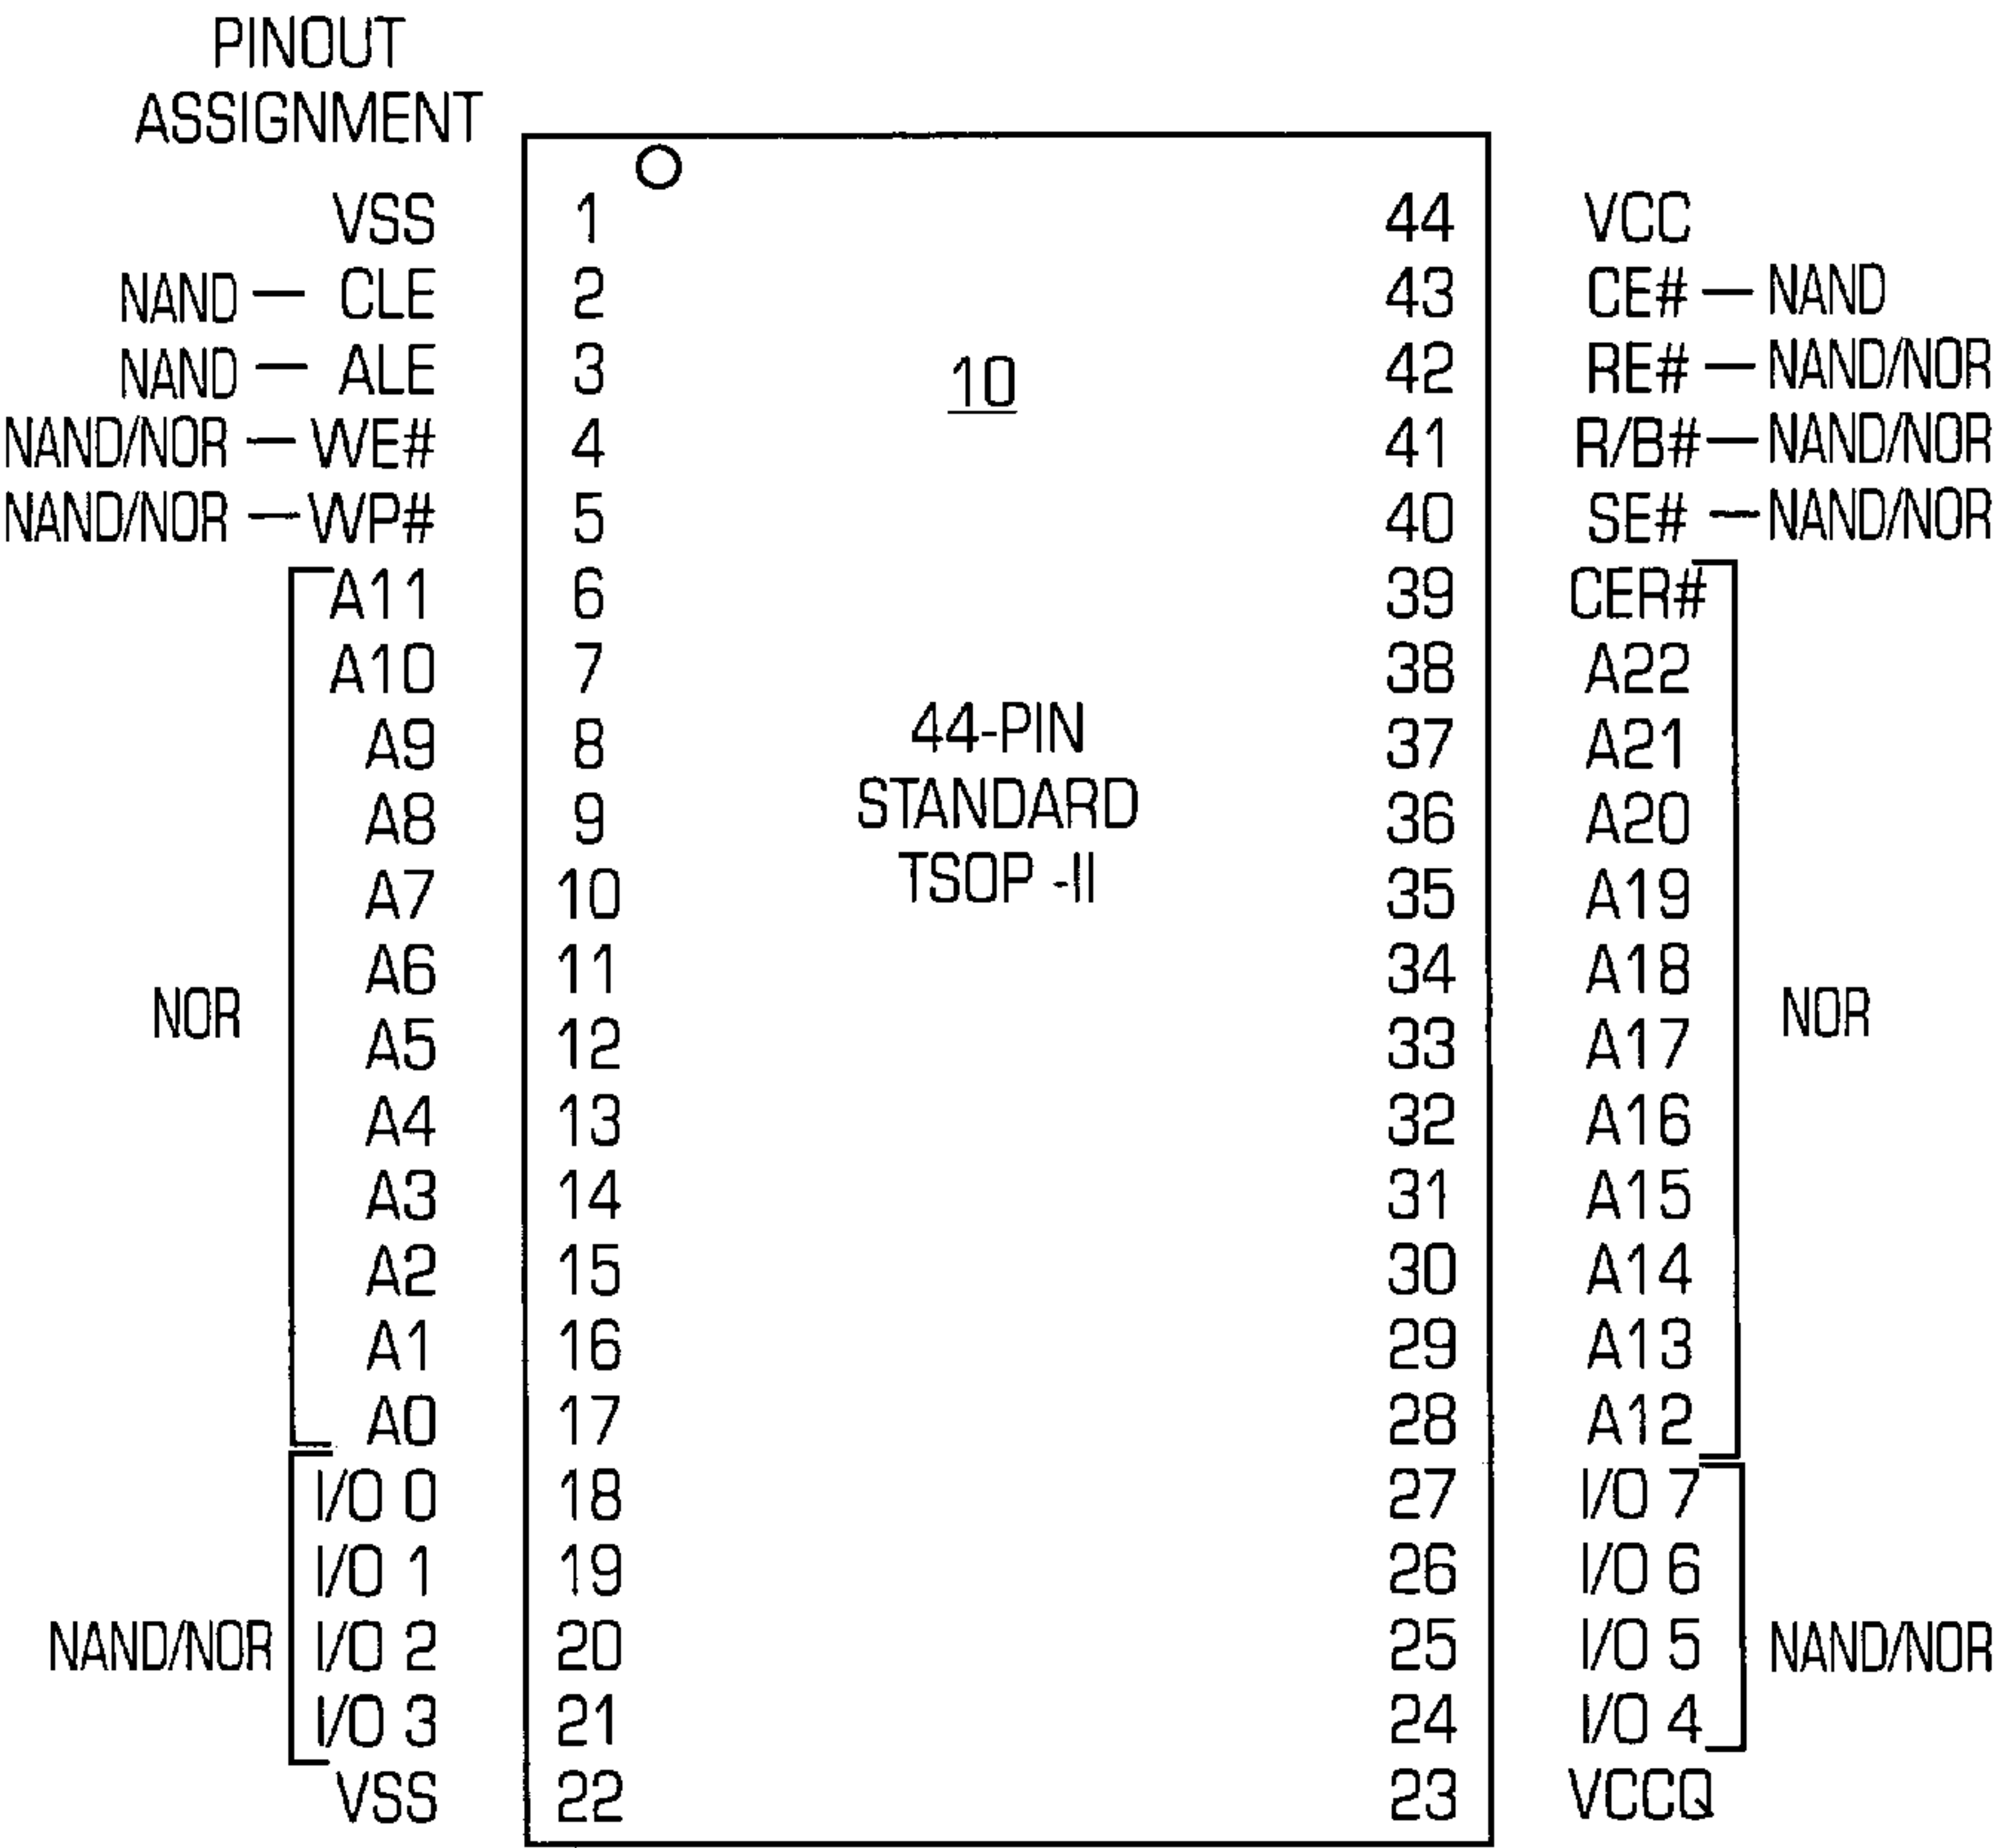 PINOUT
ASSIGNMENT
VSS 1 44 VCC
NAND — CLE 2 43 CE# — NAND
NAND — ALE 3 10 42 RE# — NAND/NOR
NAND/NOR — WE# 4 41 R/B# — NAND/NOR
NAND/NOR — WP# 5 40 SE# — NAND/NOR
A11 6 39 CER#
A10 7 38 A22
A9 8 44-PIN 37 A21
A8 9 STANDARD 36 A20
A7 10 TSOP -II 35 A19
A6 11 34 A18
NOR A5 12 33 A17 NOR
A4 13 32 A16
A3 14 31 A15
A2 15 30 A14
A1 16 29 A13
A0 17 28 A12
I/O 0 18 27 I/O 7
I/O 1 19 26 I/O 6
NAND/NOR I/O 2 20 25 I/O 5 NAND/NOR
I/O 3 21 24 I/O 4
VSS 22 23 VCCQ